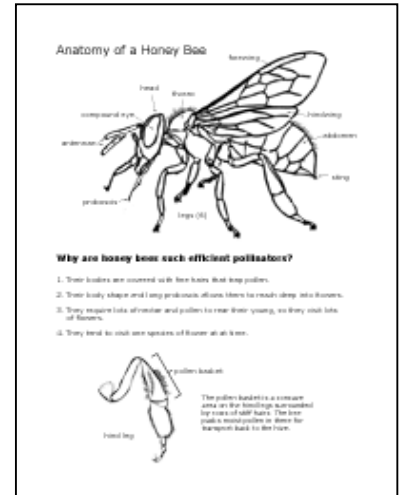 Anatomy of a Honey Bee
forewing
head
thorax
compound eye
hindwing
antennae
abdomen
sting
proboscis
legs (6)
Why are honey bees such efficient pollinators?
1. Their bodies are covered with fine hairs that trap pollen.
2. Their body shape and long proboscis allows them to reach deep into flowers.
3. They require lots of nectar and pollen to rear their young, so they visit lots
of flowers.
4. They tend to visit one species of flower at at time.
pollen basket
The pollen basket is a concave
area on the hind legs surrounded
by rows of stiff hairs. The bee
packs moist pollen in there for
transport back to the hive.
hind leg